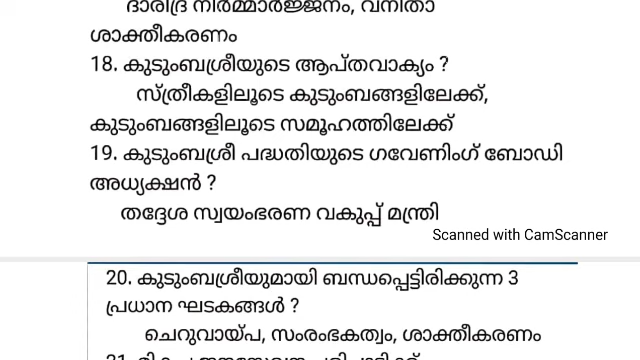 ദാരിദ്ര നിർമ്മാർജ്ജനം, വനിതാ
ശാക്തീകരണം
18. കുടുംബശ്രീയുടെ ആപ്തവാക്യം ?
സ്ത്രീകളിലൂടെ കുടുംബങ്ങളിലേക്ക്,
കുടുംബങ്ങളിലൂടെ സമൂഹത്തിലേക്ക്
19. കുടുംബശ്രീ പദ്ധതിയുടെ ഗവേണിംഗ് ബോഡി
അധ്യക്ഷൻ ?
തദ്ദേശ സ്വയംഭരണ വകുപ്പ് മന്ത്രി
Scanned with CamScanner
20. കുടുംബശ്രീയുമായി ബന്ധപ്പെട്ടിരിക്കുന്ന 3
പ്രധാന ഘടകങ്ങൾ ?
ചെറുവായ്പ, സംരംഭകത്വം, ശാക്തീകരണം
21.